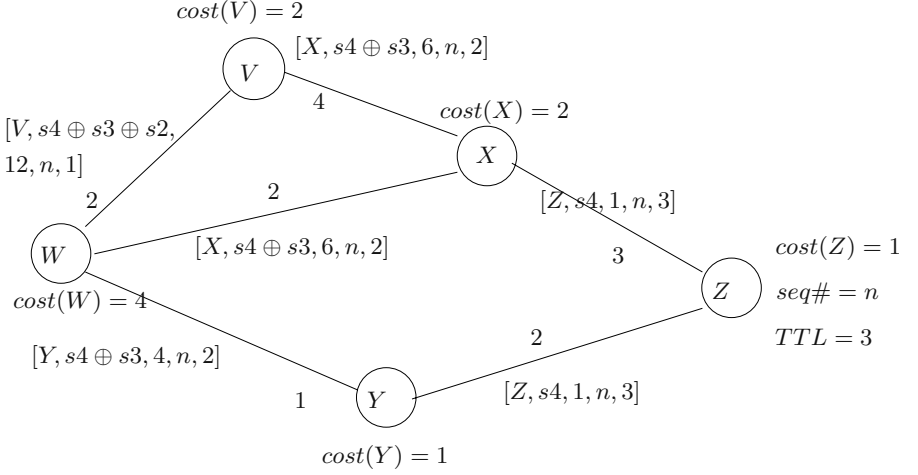 cost(V) = 2
[X, s4 ⊕ s3, 6, n, 2]
V
4
cost(X) = 2
[V, s4 ⊕ s3 ⊕ s2,
12, n, 1]
X
2
2
[Z, s4, 1, n, 3]
[X, s4 ⊕ s3, 6, n, 2]
W
3
cost(Z) = 1
cost(W) = 4
Z
seq# = n
2
TTL = 3
[Y, s4 ⊕ s3, 4, n, 2]
[Z, s4, 1, n, 3]
1
Y
cost(Y) = 1